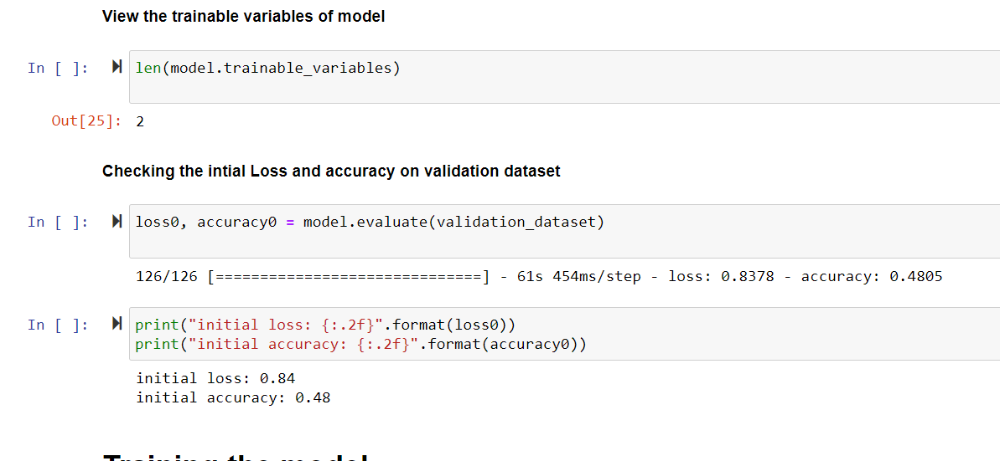 View the trainable variables of model
In [ ]: len(model.trainable_variables)
Out[25]: 2
Checking the intial Loss and accuracy on validation dataset
In [ ]: loss0, accuracy0 = model.evaluate(validation_dataset)
126/126 [==============================] - 61s 454ms/step - loss: 0.8378 - accuracy: 0.4805
In [ ]: print("initial loss: {:.2f}".format(loss0))
print("initial accuracy: {:.2f}".format(accuracy0))
initial loss: 0.84
initial accuracy: 0.48
Training the model